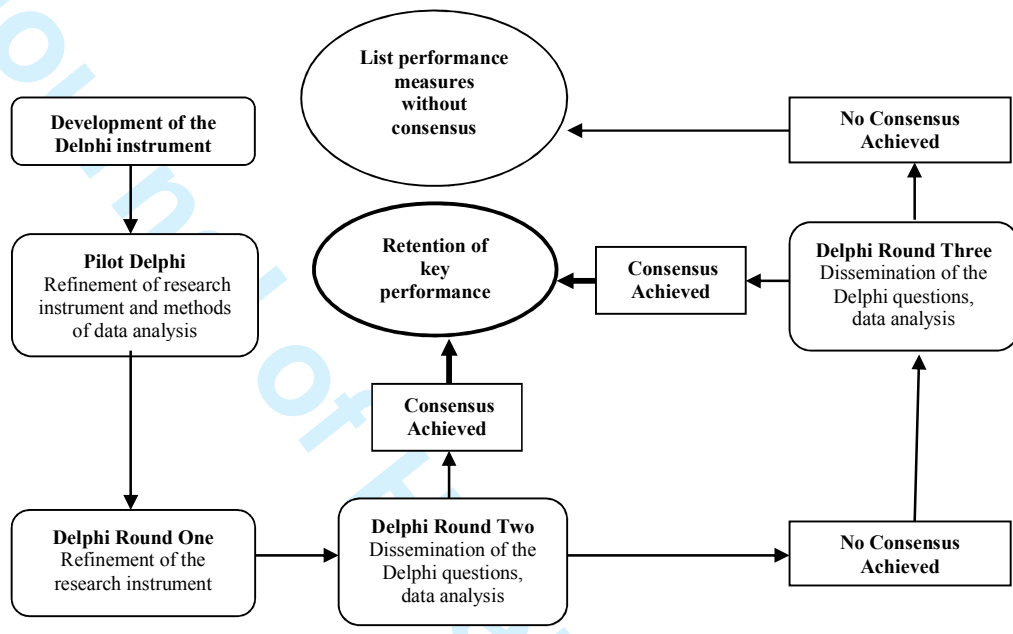 List performance
measures
without
consensus
Development of the
Delphi instrument
No Consensus
Achieved
Pilot Delphi
Refinement of research
instrument and methods
of data analysis
Retention of
key
performance
Consensus
Achieved
Delphi Round Three
Dissemination of the
Delphi questions,
data analysis
Consensus
Achieved
Delphi Round One
Refinement of the
research instrument
Delphi Round Two
Dissemination of the
Delphi questions,
data analysis
No Consensus
Achieved